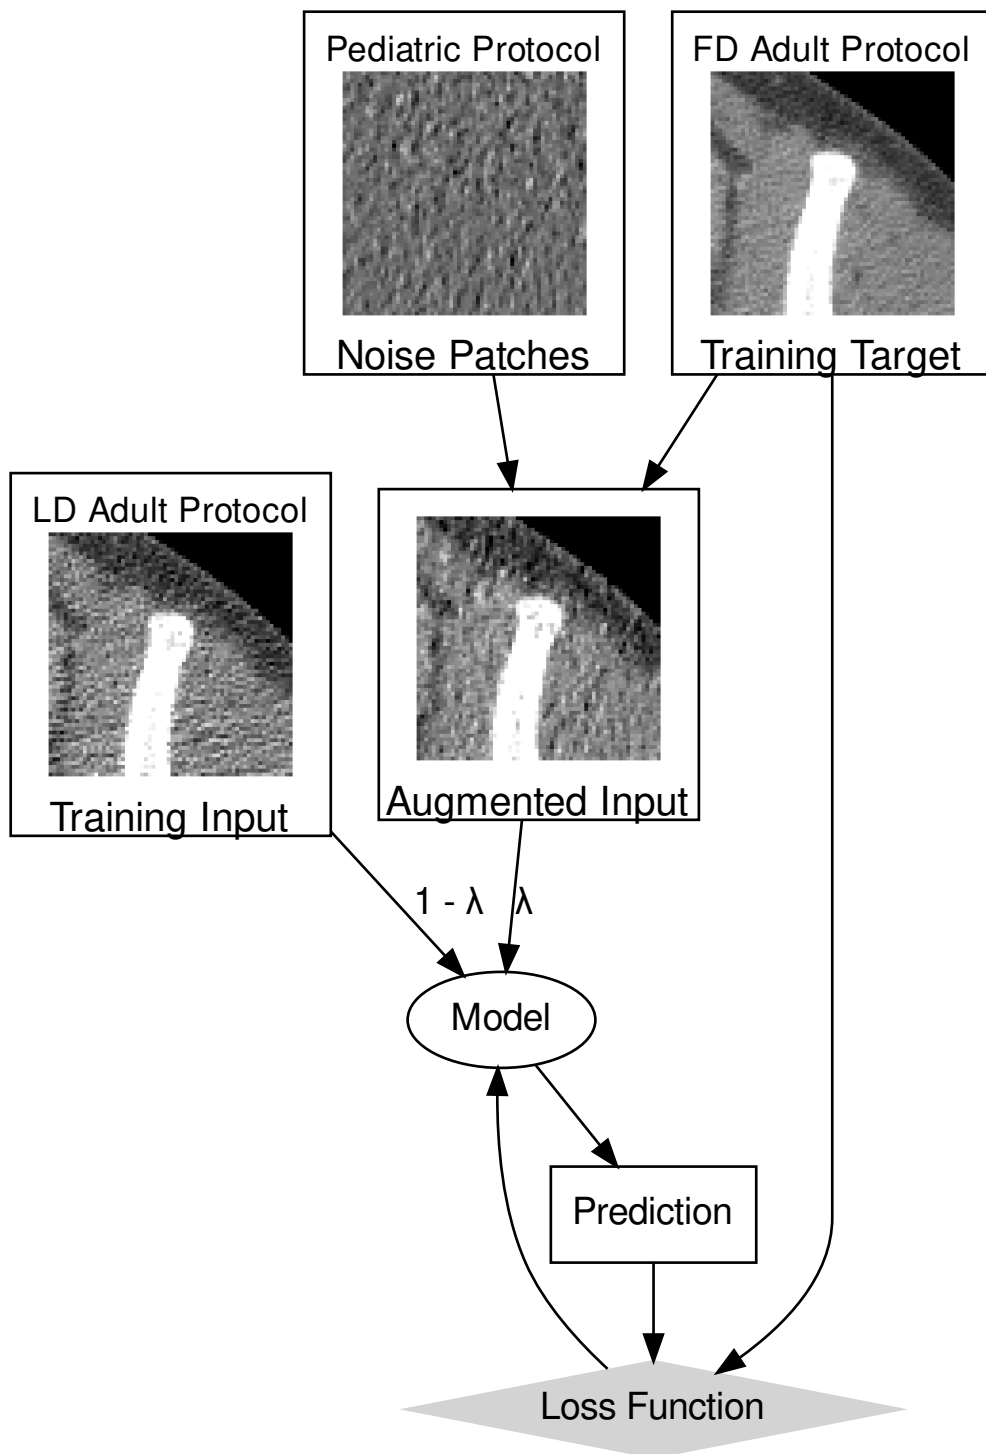 Pediatric Protocol
Noise Patches
FD Adult Protocol
Training Target
LD Adult Protocol
Training Input
Augmented Input
1 - λ
λ
Model
Prediction
Loss Function